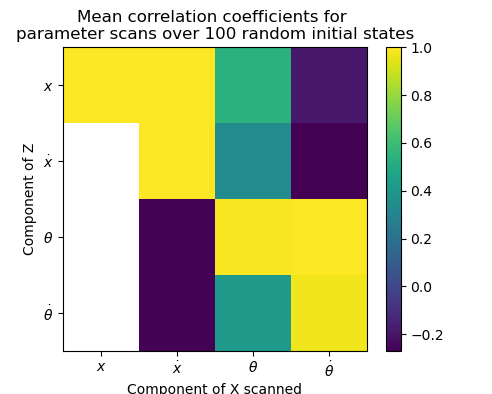 Mean correlation coefficients for
parameter scans over 100 random initial states
Component of Z
x
ẋ
θ
θ̇
x
ẋ
θ
θ̇
Component of X scanned
1.0
0.8
0.6
0.4
0.2
0.0
−0.2